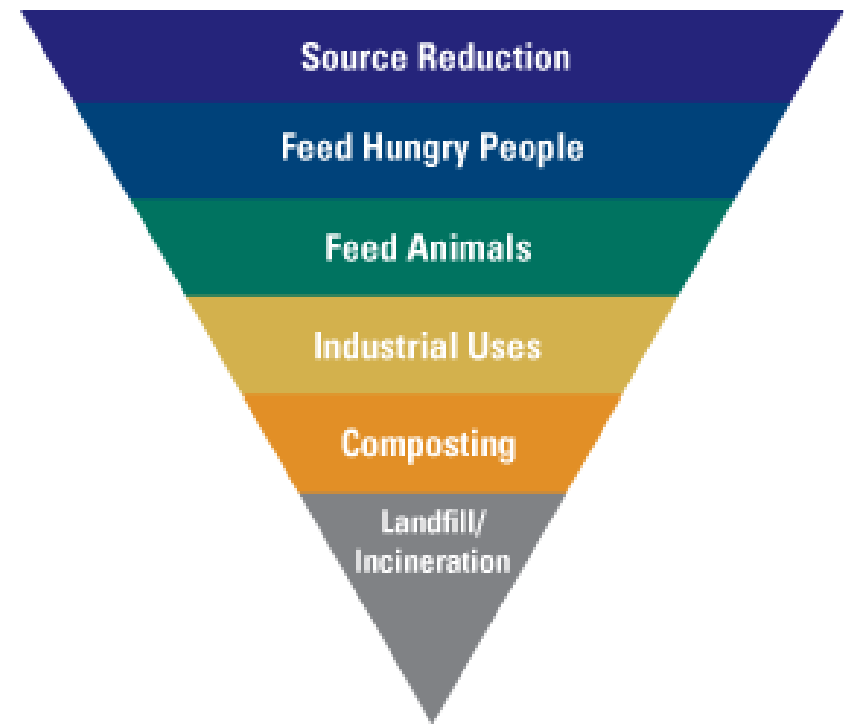 Source Reduction
Feed Hungry People
Feed Animals
Industrial Uses
Composting
Landfill/
Incineration